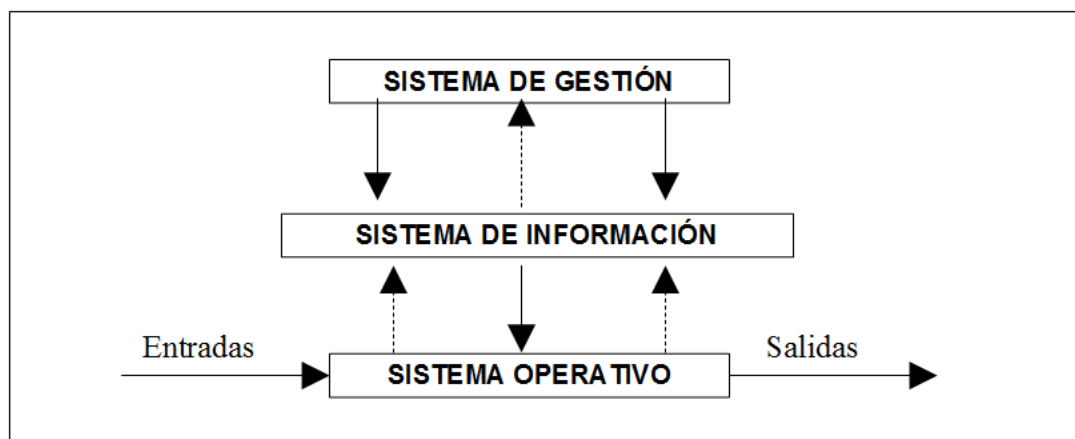 SISTEMA DE GESTIÓN
SISTEMA DE INFORMACIÓN
Entradas
Salidas
SISTEMA OPERATIVO